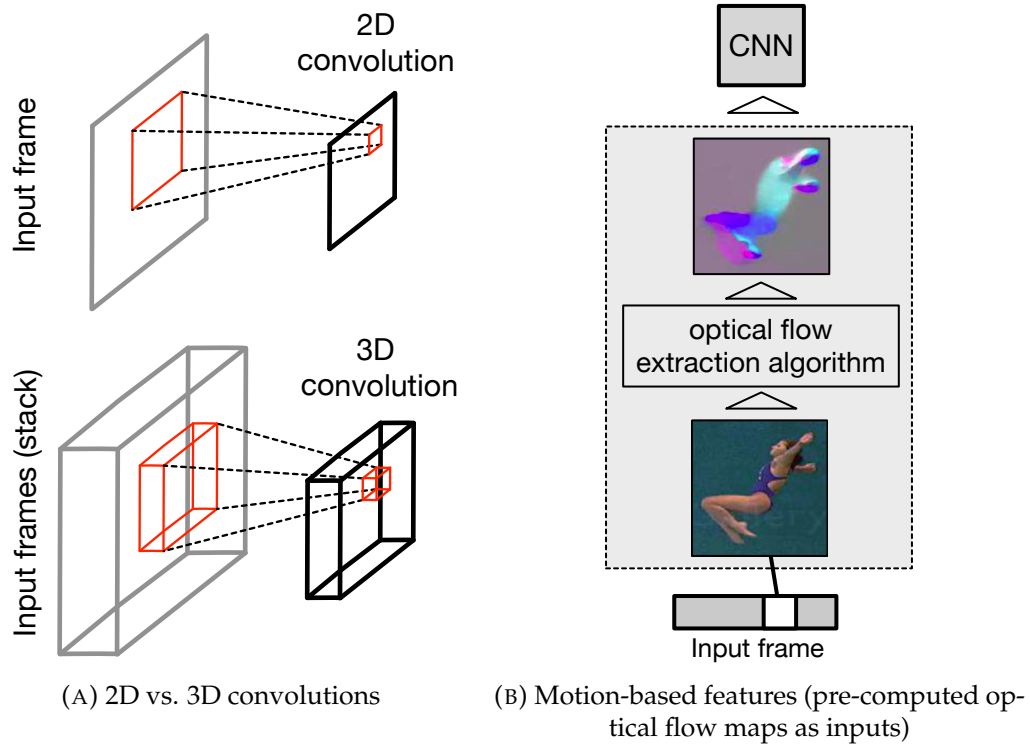 2D
convolution
Input frame
3D
convolution
Input frames (stack)
(A) 2D vs. 3D convolutions
CNN
optical flow
extraction algorithm
Input frame
(B) Motion-based features (pre-computed op-
tical flow maps as inputs)